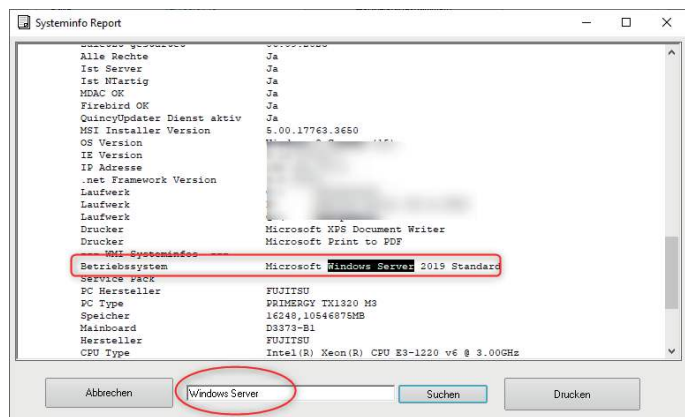 Systeminfo Report
Alle Rechte Ja
Ist Server Ja
Ist NTartig Ja
MDAC OK Ja
Firebird OK Ja
QuincyUpdater Dienst aktiv Ja
MSI Installer Version 5.00.17763.3650
OS Version
IE Version
IP Adresse
.net Framework Version
Laufwerk
Laufwerk
Laufwerk
Drucker Microsoft XPS Document Writer
Drucker Microsoft Print to PDF
--- WMI Systeminfos ---
Betriebssystem Microsoft Windows Server 2019 Standard
Service Pack
PC Hersteller FUJITSU
PC Type PRIMERGY TX1320 M3
Speicher 16248,10546875MB
Mainboard D3373-B1
Hersteller FUJITSU
CPU Type Intel(R) Xeon(R) CPU E3-1220 v6 @ 3.00GHz
Abbrechen Windows Server Suchen Drucken